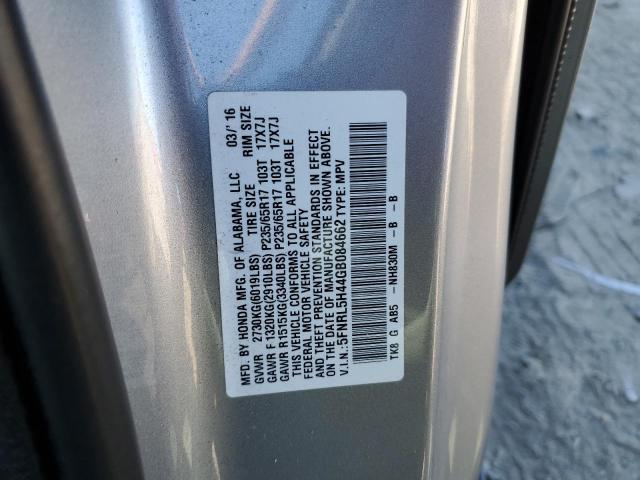 MFD. BY HONDA MFG. OF ALABAMA, LLC 03/'16
TIRE SIZE RIM SIZE
GVWR 2730KG(6019LBS)
GAWR F 1320KG(2910LBS) P235/65R17 103T 17X7J
GAWR R 1515KG(3340LBS) P235/65R17 103T 17X7J
THIS VEHICLE CONFORMS TO ALL APPLICABLE
FEDERAL MOTOR VEHICLE SAFETY
AND THEFT PREVENTION STANDARDS IN EFFECT
ON THE DATE OF MANUFACTURE SHOWN ABOVE.
V.I.N.: 5FNRL5H44GB084662 TYPE: MPV
TK8 G AB5 -NH830M -B -B